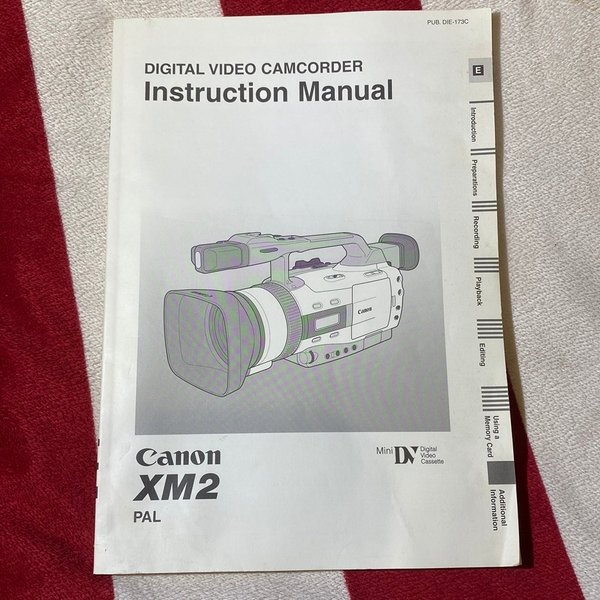 PUB. DIE-173C
DIGITAL VIDEO CAMCORDER
Instruction Manual
E
Introduction
Preparations
Recording
Playback
Editing
Using a
Memory Card
Additional
Information
Canon
Canon
Mini DV Digital
Video
Cassette
XM2
PAL